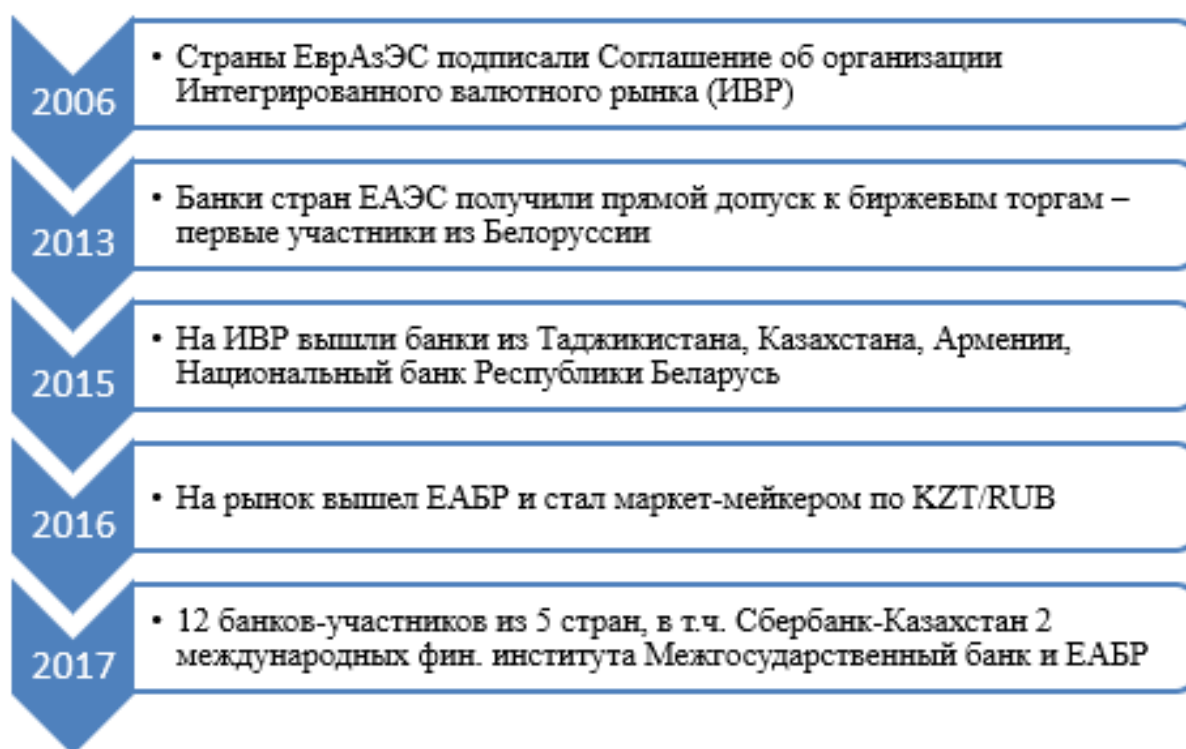 2006
• Страны ЕврАзЭС подписали Соглашение об организации
Интегрированного валютного рынка (ИВР)
2013
• Банки стран ЕАЭС получили прямой допуск к биржевым торгам –
первые участники из Белоруссии
2015
• На ИВР вышли банки из Таджикистана, Казахстана, Армении,
Национальный банк Республики Беларусь
2016
• На рынок вышел ЕАБР и стал маркет-мейкером по KZT/RUB
2017
• 12 банков-участников из 5 стран, в т.ч. Сбербанк-Казахстан 2
международных фин. института Межгосударственный банк и ЕАБР